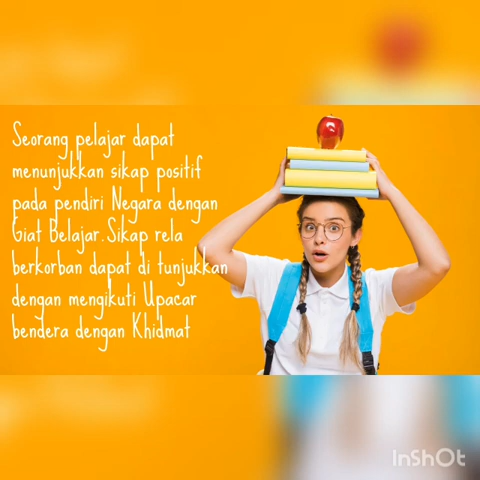 Seorang pelajar dapat
menunjukkan sikap positif
pada pendiri Negara dengan
Giat Belajar.Sikap rela
berkorban dapat di tunjukkan
dengan mengikuti Upacar
bendera dengan Khidmat
InShOt